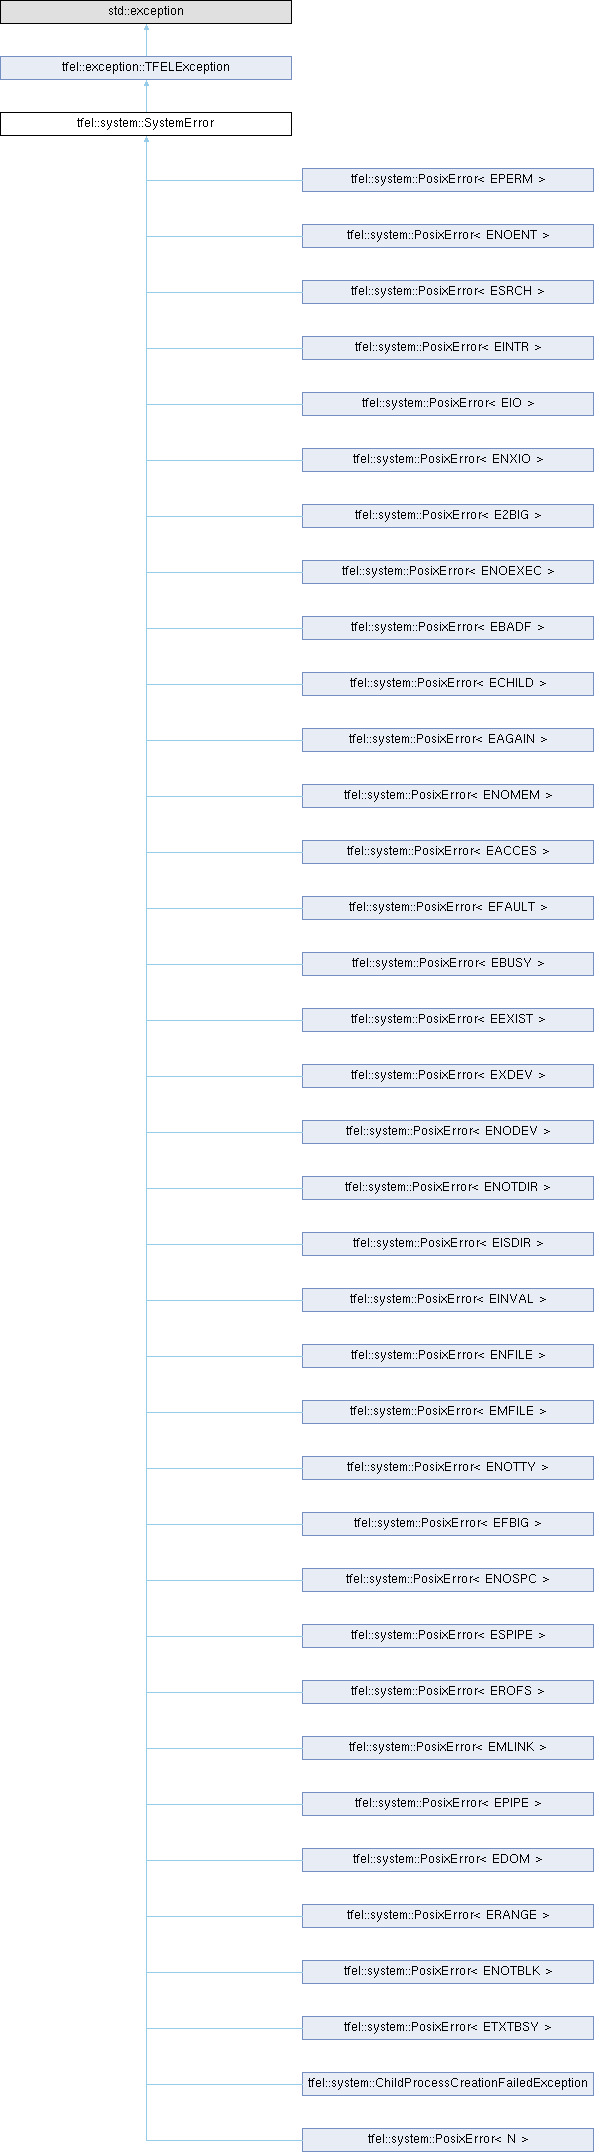 std::exception
tfel::exception::TFELException
tfel::system::SystemError
tfel::system::PosixError< EPERM >
tfel::system::PosixError< ENOENT >
tfel::system::PosixError< ESRCH >
tfel::system::PosixError< EINTR >
tfel::system::PosixError< EIO >
tfel::system::PosixError< ENXIO >
tfel::system::PosixError< E2BIG >
tfel::system::PosixError< ENOEXEC >
tfel::system::PosixError< EBADF >
tfel::system::PosixError< ECHILD >
tfel::system::PosixError< EAGAIN >
tfel::system::PosixError< ENOMEM >
tfel::system::PosixError< EACCES >
tfel::system::PosixError< EFAULT >
tfel::system::PosixError< EBUSY >
tfel::system::PosixError< EEXIST >
tfel::system::PosixError< EXDEV >
tfel::system::PosixError< ENODEV >
tfel::system::PosixError< ENOTDIR >
tfel::system::PosixError< EISDIR >
tfel::system::PosixError< EINVAL >
tfel::system::PosixError< ENFILE >
tfel::system::PosixError< EMFILE >
tfel::system::PosixError< ENOTTY >
tfel::system::PosixError< EFBIG >
tfel::system::PosixError< ENOSPC >
tfel::system::PosixError< ESPIPE >
tfel::system::PosixError< EROFS >
tfel::system::PosixError< EMLINK >
tfel::system::PosixError< EPIPE >
tfel::system::PosixError< EDOM >
tfel::system::PosixError< ERANGE >
tfel::system::PosixError< ENOTBLK >
tfel::system::PosixError< ETXTBSY >
tfel::system::ChildProcessCreationFailedException
tfel::system::PosixError< N >